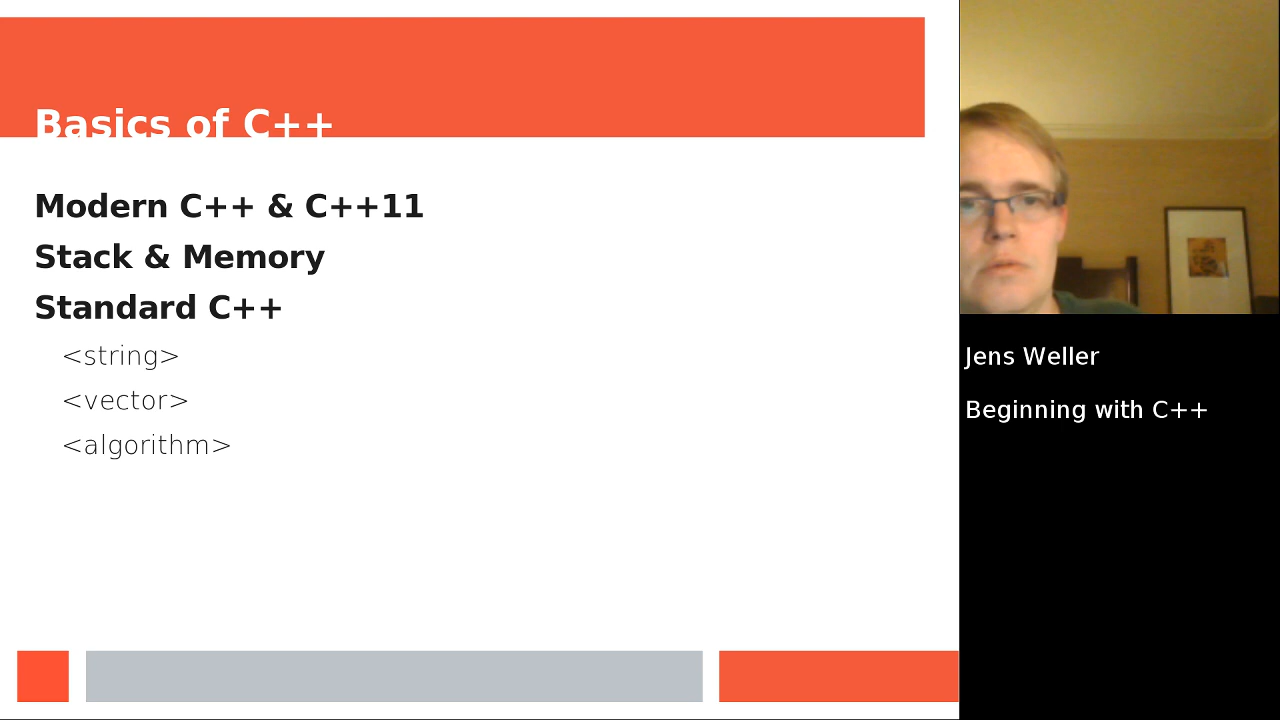 Basics of C++
Modern C++ & C++11
Stack & Memory
Standard C++
<string>
<vector>
<algorithm>
Jens Weller
Beginning with C++